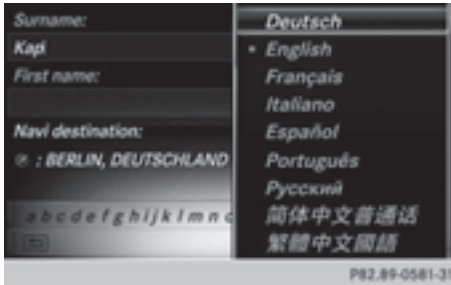 Surname:
Kapi
First name:
Navi destination:
: BERLIN, DEUTSCHLAND
a b c d e f g h i j k l m n
Deutsch
• English
Français
Italiano
Español
Português
Русский
简体中文普通话
繁體中文國語
P82.89-0581-31